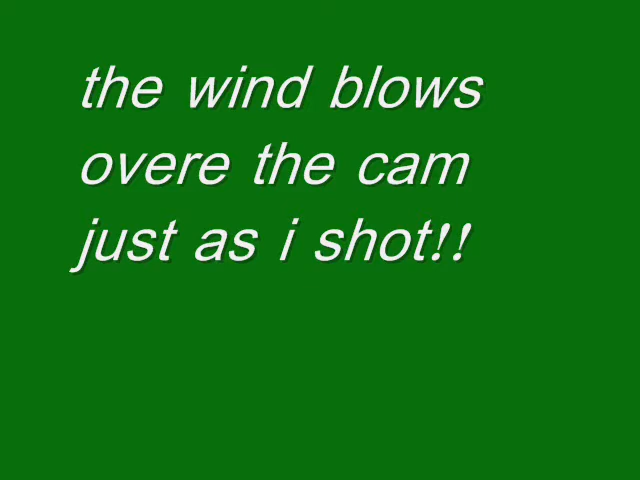 the wind blows
overe the cam
just as i shot!!